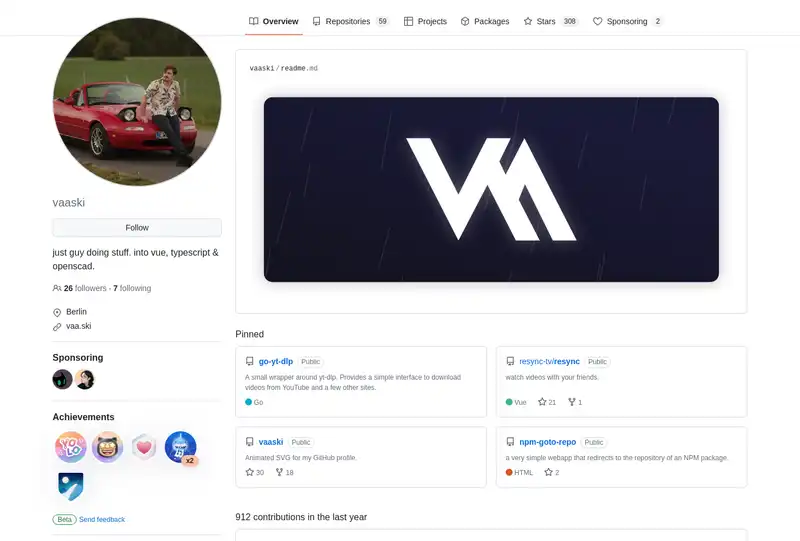 Overview
Repositories 59
Projects
Packages
Stars 308
Sponsoring 2
vaaski
Follow
just guy doing stuff. into vue, typescript &
openscad.
26 followers · 7 following
Berlin
vaa.ski
Sponsoring
Achievements
YOLO
x2
Beta Send feedback
vaaski / readme.md
Pinned
go-yt-dlp Public
A small wrapper around yt-dlp. Provides a simple interface to download
videos from YouTube and a few other sites.
Go
resync-tv/resync Public
watch videos with your friends.
Vue 21 1
vaaski Public
Animated SVG for my GitHub profile.
30 18
npm-goto-repo Public
a very simple webapp that redirects to the repository of an NPM package.
HTML 2
912 contributions in the last year